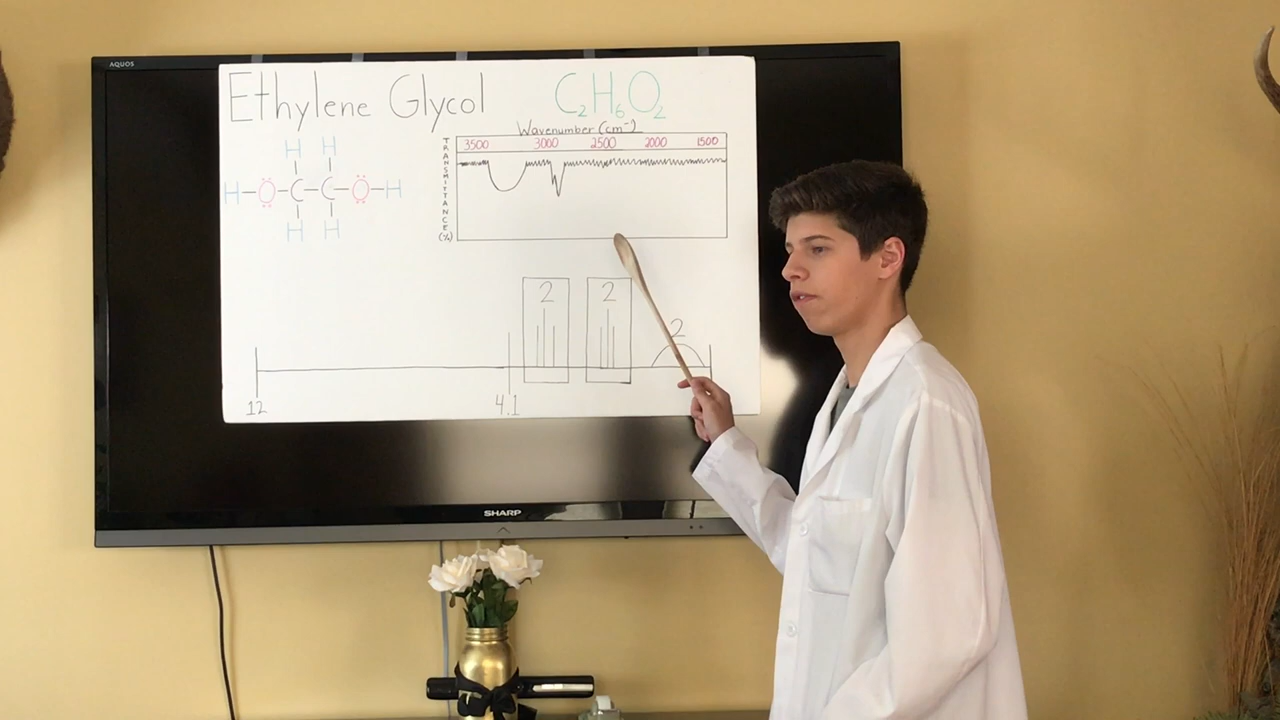 AQUOS
Ethylene Glycol
C₂H₆O₂
Wavenumber (cm⁻¹)
3500 3000 2500 2000 1500
TRANSMITTANCE (%)
H H
H-O-C-C-O-H
H H
2 2 2
12 4.1
SHARP